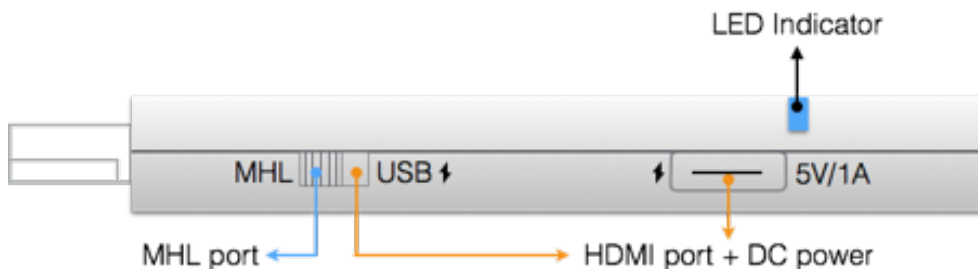 LED Indicator
MHL USB 5V/1A
MHL port HDMI port + DC power